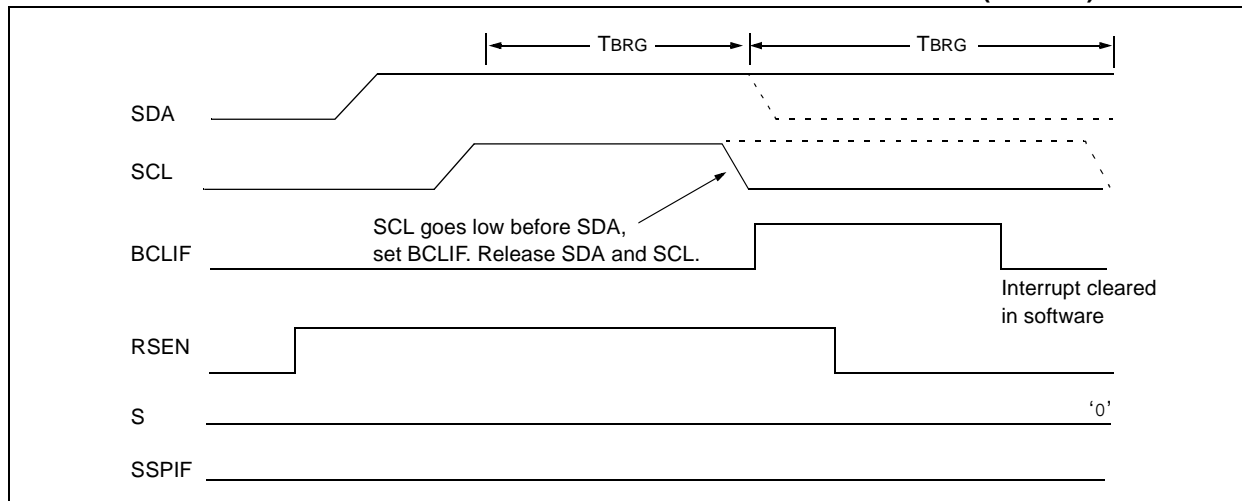 TBRG TBRG
SDA
SCL
SCL goes low before SDA,
set BCLIF. Release SDA and SCL.
BCLIF
Interrupt cleared
in software
RSEN
S ‘0’
SSPIF